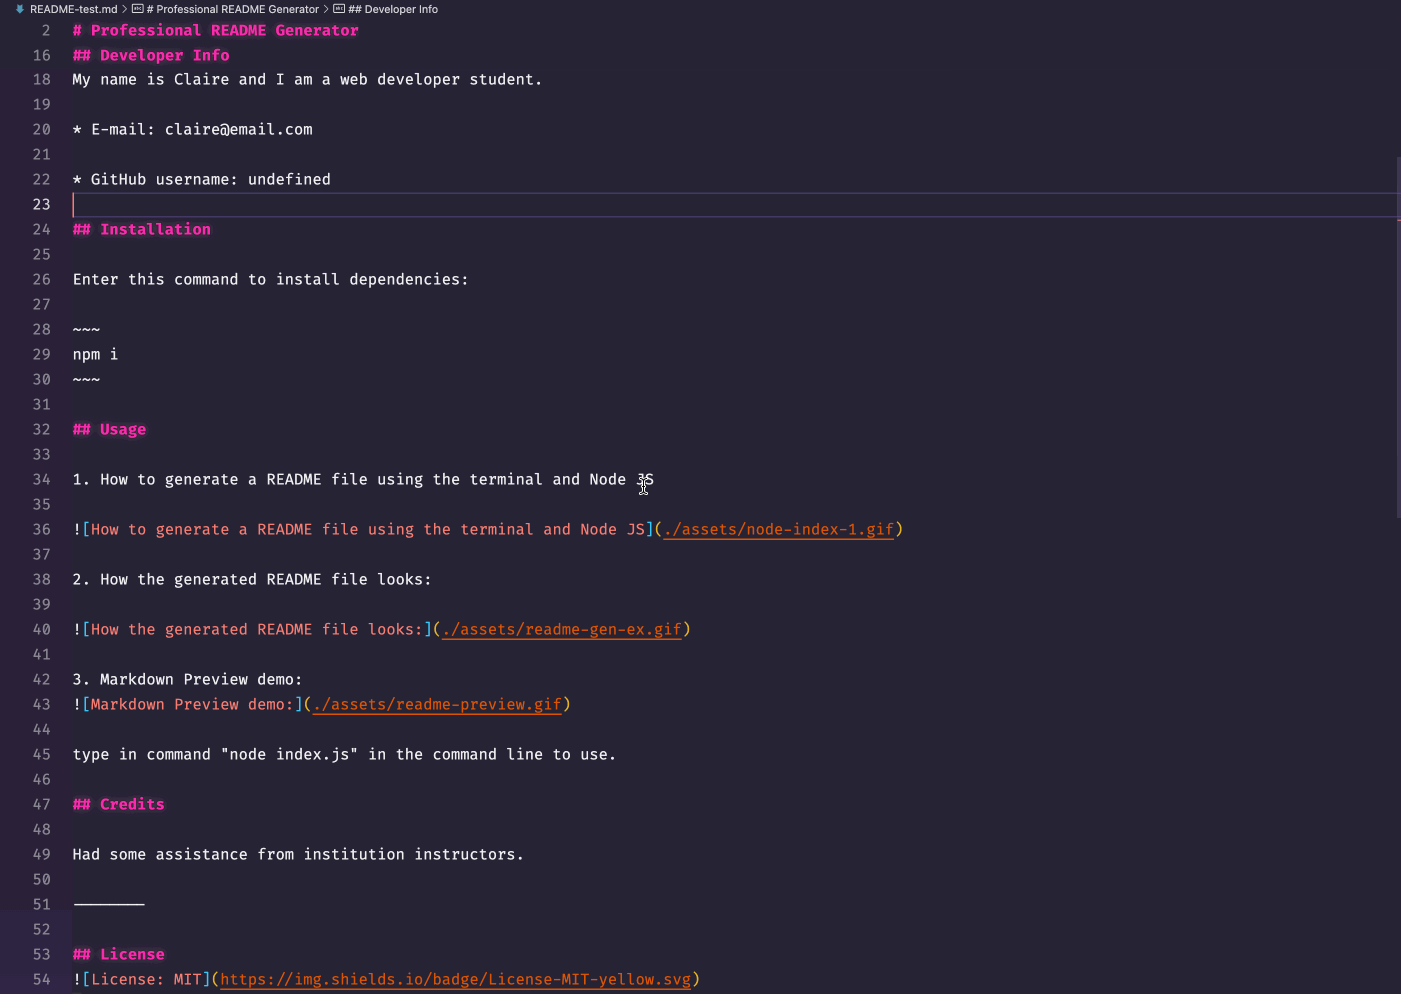 README-test.md > # Professional README Generator > ## Developer Info
2 # Professional README Generator
16 ## Developer Info
18 My name is Claire and I am a web developer student.
19
20 * E-mail: claire@email.com
21
22 * GitHub username: undefined
23
24 ## Installation
25
26 Enter this command to install dependencies:
27
28 ~~~
29 npm i
30 ~~~
31
32 ## Usage
33
34 1. How to generate a README file using the terminal and Node JS
35
36 ![How to generate a README file using the terminal and Node JS](./assets/node-index-1.gif)
37
38 2. How the generated README file looks:
39
40 ![How the generated README file looks:](./assets/readme-gen-ex.gif)
41
42 3. Markdown Preview demo:
43 ![Markdown Preview demo:](./assets/readme-preview.gif)
44
45 type in command "node index.js" in the command line to use.
46
47 ## Credits
48
49 Had some assistance from institution instructors.
50
51 --------
52
53 ## License
54 ![License: MIT](https://img.shields.io/badge/License-MIT-yellow.svg)